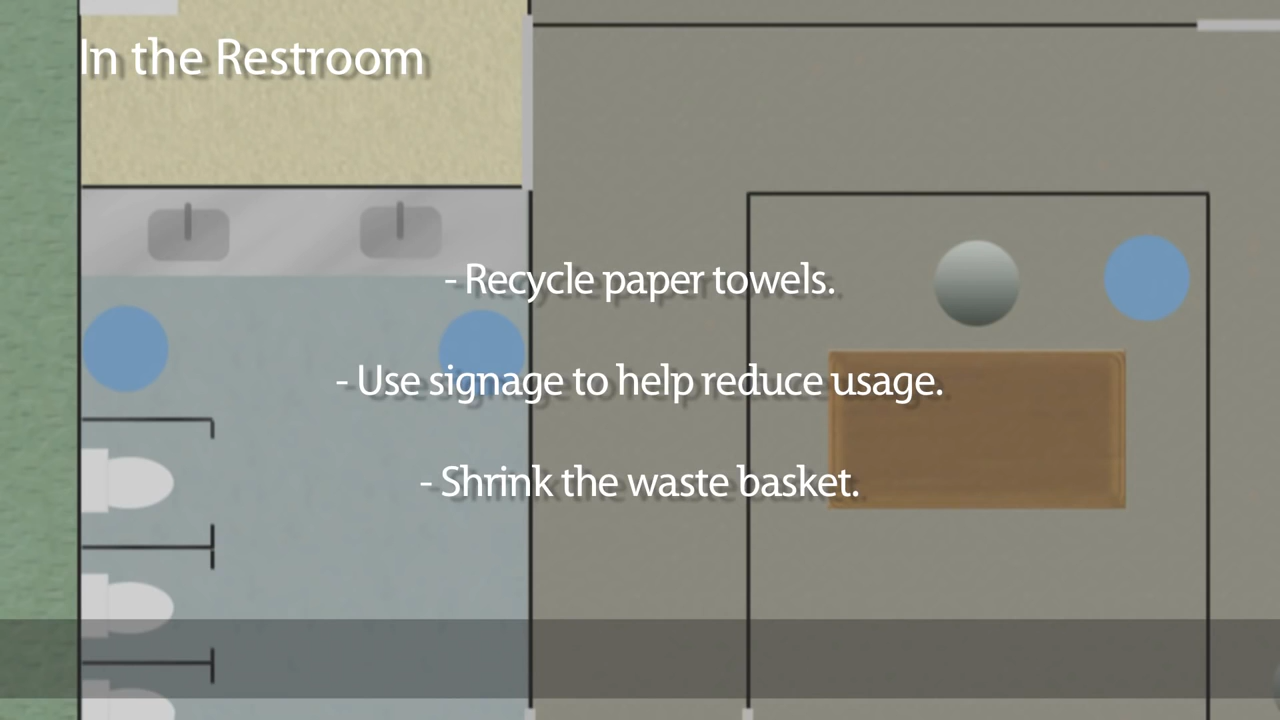 In the Restroom
- Recycle paper towels.
- Use signage to help reduce usage.
- Shrink the waste basket.